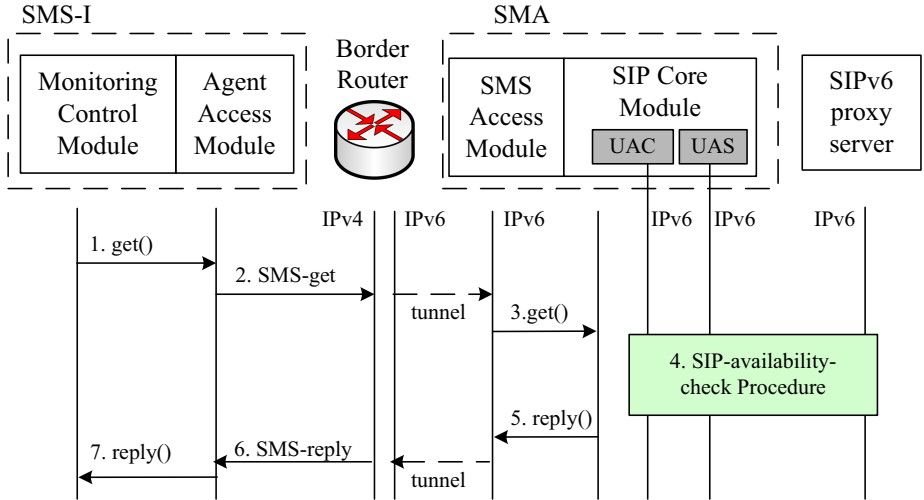 SMS-I
SMA
Monitoring
Control
Module
Agent
Access
Module
Border
Router
SMS
Access
Module
SIP Core
Module
UAC
UAS
SIPv6
proxy
server
IPv4
IPv6
IPv6
IPv6
IPv6
IPv6
1. get()
2. SMS-get
tunnel
3.get()
4. SIP-availability-
check Procedure
5. reply()
6. SMS-reply
tunnel
7. reply()